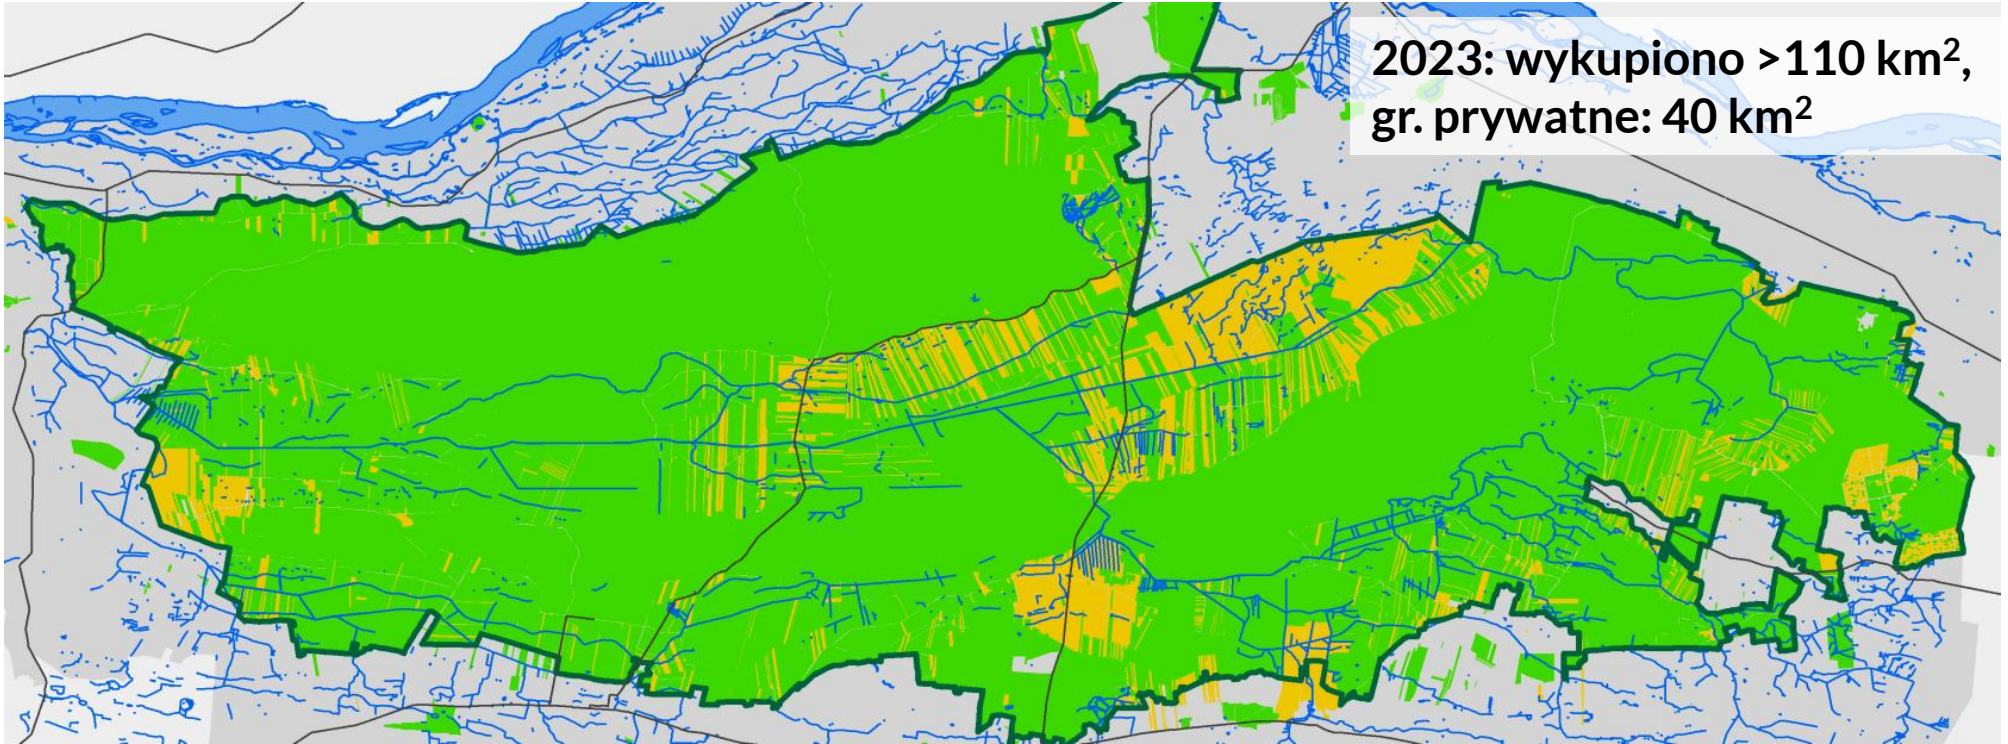 2023: wykupiono >110 km²,
gr. prywatne: 40 km²